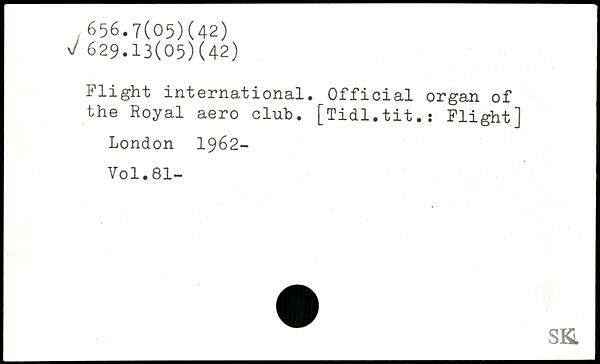 656.7(05)(42)
✓ 629.13(05)(42)
Flight international. Official organ of
the Royal aero club. [Tidl.tit.: Flight]
London 1962-
Vol.81-
SK